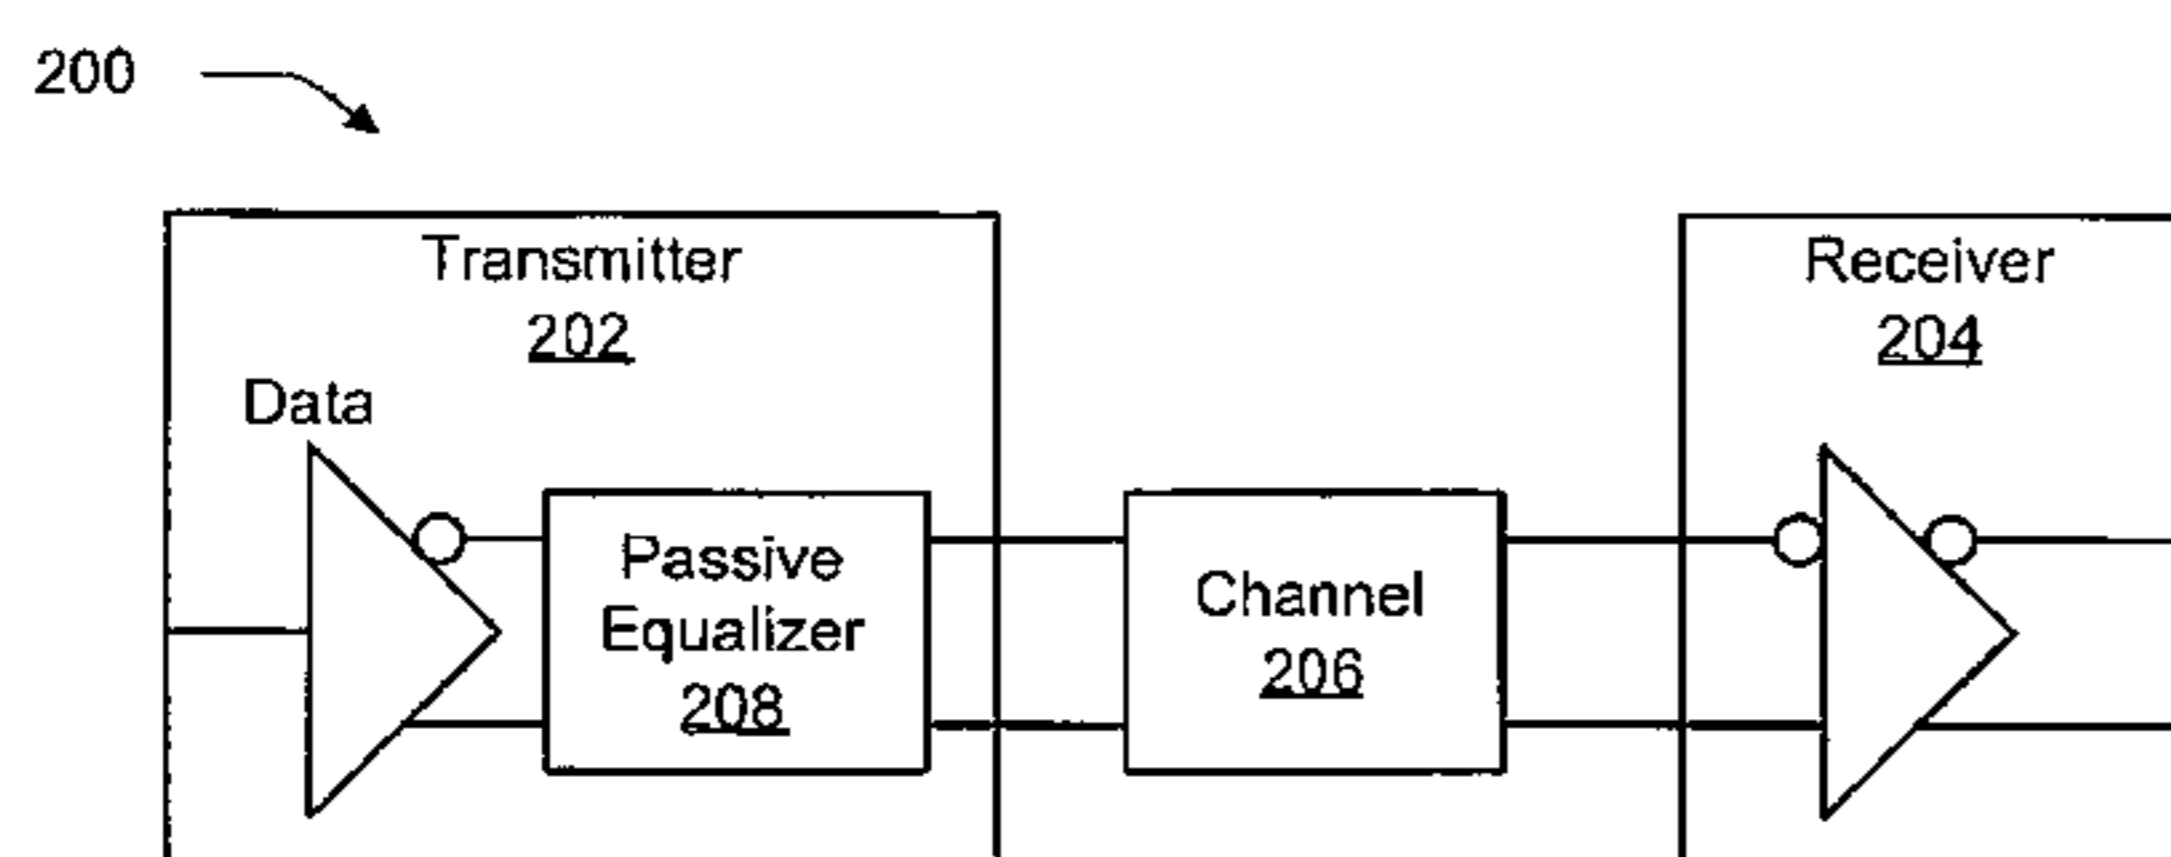 200
Transmitter
202
Receiver
204
Data
Passive
Equalizer
208
Channel
206